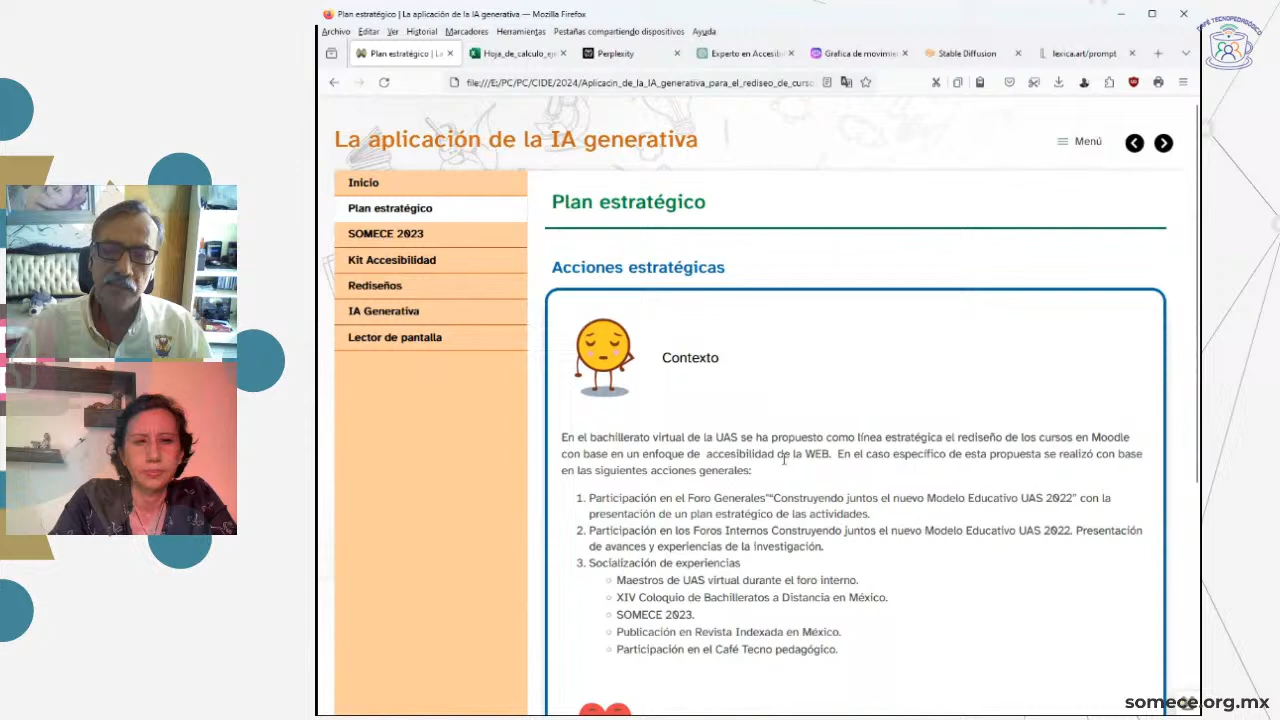 Plan estratégico | La aplicación de la IA generativa — Mozilla Firefox
Archivo Editar Ver Historial Marcadores Herramientas Pestañas compartiendo dispositivos Ayuda
Plan estratégico | La
Hoja_de_calculo_eje
Perplexity
Experto en Accesibi
Grafica de movimie
Stable Diffusion
lexica.art/prompt
CAFÉ TECNOPEDAGÓGICO
file:///E:/PC/PC/CIDE/2024/Aplicacin_de_la_IA_generativa_para_el_rediseo_de_curso
La aplicación de la IA generativa
Menú
Inicio
Plan estratégico
SOMECE 2023
Kit Accesibilidad
Rediseños
IA Generativa
Lector de pantalla
Plan estratégico
Acciones estratégicas
Contexto
En el bachillerato virtual de la UAS se ha propuesto como línea estratégica el rediseño de los cursos en Moodle
con base en un enfoque de accesibilidad de la WEB. En el caso específico de esta propuesta se realizó con base
en las siguientes acciones generales:
1. Participación en el Foro Generales"“Construyendo juntos el nuevo Modelo Educativo UAS 2022” con la
presentación de un plan estratégico de las actividades.
2. Participación en los Foros Internos Construyendo juntos el nuevo Modelo Educativo UAS 2022. Presentación
de avances y experiencias de la investigación.
3. Socialización de experiencias
Maestros de UAS virtual durante el foro interno.
XIV Coloquio de Bachilleratos a Distancia en México.
SOMECE 2023.
Publicación en Revista Indexada en México.
Participación en el Café Tecno pedagógico.
somece.org.mx